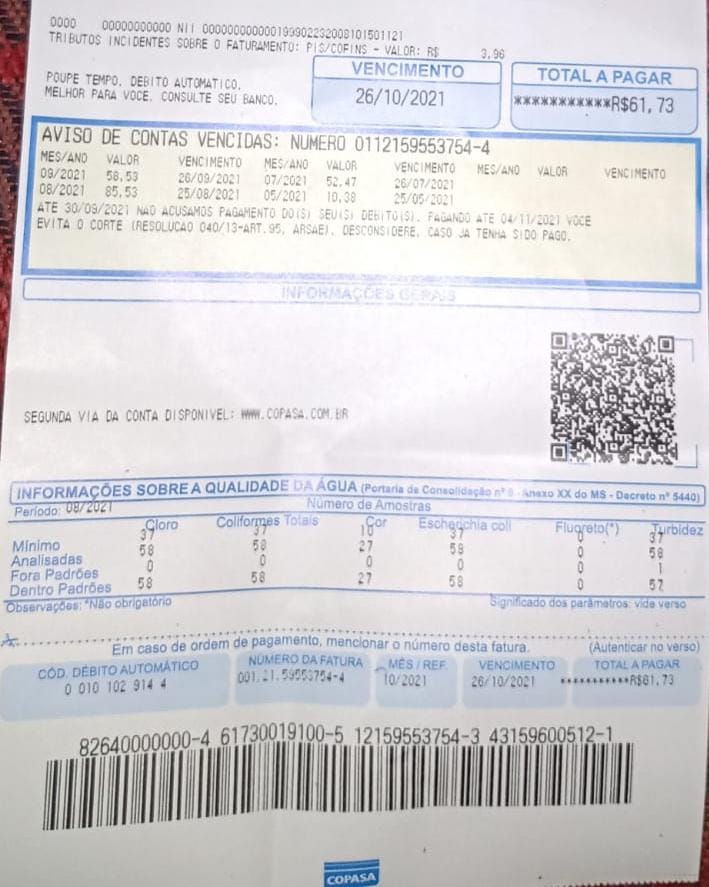 0000 00000000000 NII 00000000000019990223200810150​1121
TRIBUTOS INCIDENTES SOBRE O FATURAMENTO: PIS/COFINS - VALOR: R$ 3,96
POUPE TEMPO, DEBITO AUTOMATICO.
MELHOR PARA VOCE, CONSULTE SEU BANCO.
VENCIMENTO
26/10/2021
TOTAL A PAGAR
***********R$61,73
AVISO DE CONTAS VENCIDAS: NUMERO 0112159553754-4
MES/ANO VALOR VENCIMENTO MES/ANO VALOR VENCIMENTO MES/ANO VALOR VENCIMENTO
09/2021 58,53 26/09/2021 07/2021 52,47 26/07/2021
08/2021 85,53 25/08/2021 05/2021 10,38 25/05/2021
ATE 30/09/2021 NAO ACUSAMOS PAGAMENTO DO(S) SEU(S) DEBITO(S). PAGANDO ATE 04/11/2021 VOCE
EVITA O CORTE (RESOLUCAO 040/13-ART.95, ARSAE). DESCONSIDERE, CASO JA TENHA SIDO PAGO.
INFORMAÇÕES GERAIS
SEGUNDA VIA DA CONTA DISPONIVEL: WWW.COPASA.COM.BR
INFORMAÇÕES SOBRE A QUALIDADE DA ÁGUA (Portaria de Consolidação nº 5 - Anexo XX do MS - Decreto nº 5440)
Período: 08/2021 Número de Amostras
Cloro Coliformes Totais Cor Escherichia coli Fluoreto(*) Turbidez
Mínimo 37 37 10 37 0 37
Analisadas 58 58 27 58 0 58
Fora Padrões 0 0 0 0 0 1
Dentro Padrões 58 58 27 58 0 57
Observações: *Não obrigatório Significado dos parâmetros: vide verso
Em caso de ordem de pagamento, mencionar o número desta fatura. (Autenticar no verso)
CÓD. DÉBITO AUTOMÁTICO NÚMERO DA FATURA MÊS / REF. VENCIMENTO TOTAL A PAGAR
0 010 102 914 4 001.21.59553754-4 10/2021 26/10/2021 ***********R$61,73
82640000000-4 61730019100-5 12159553754-3 43159600512-1
COPASA